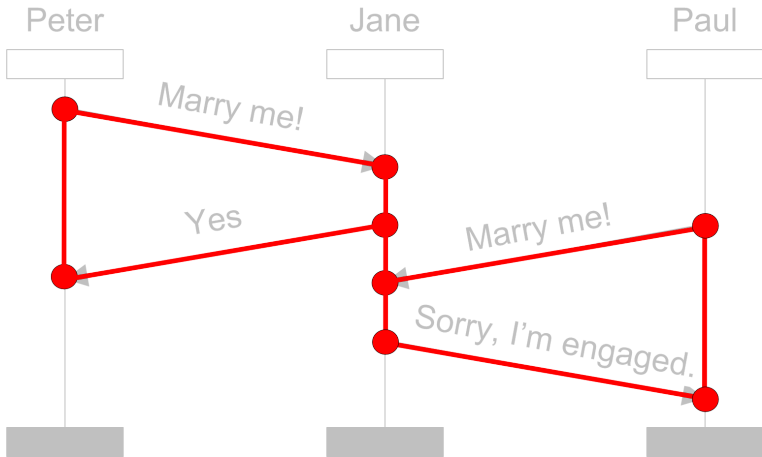 Peter
Jane
Paul
Marry me!
Yes
Marry me!
Sorry, I’m engaged.